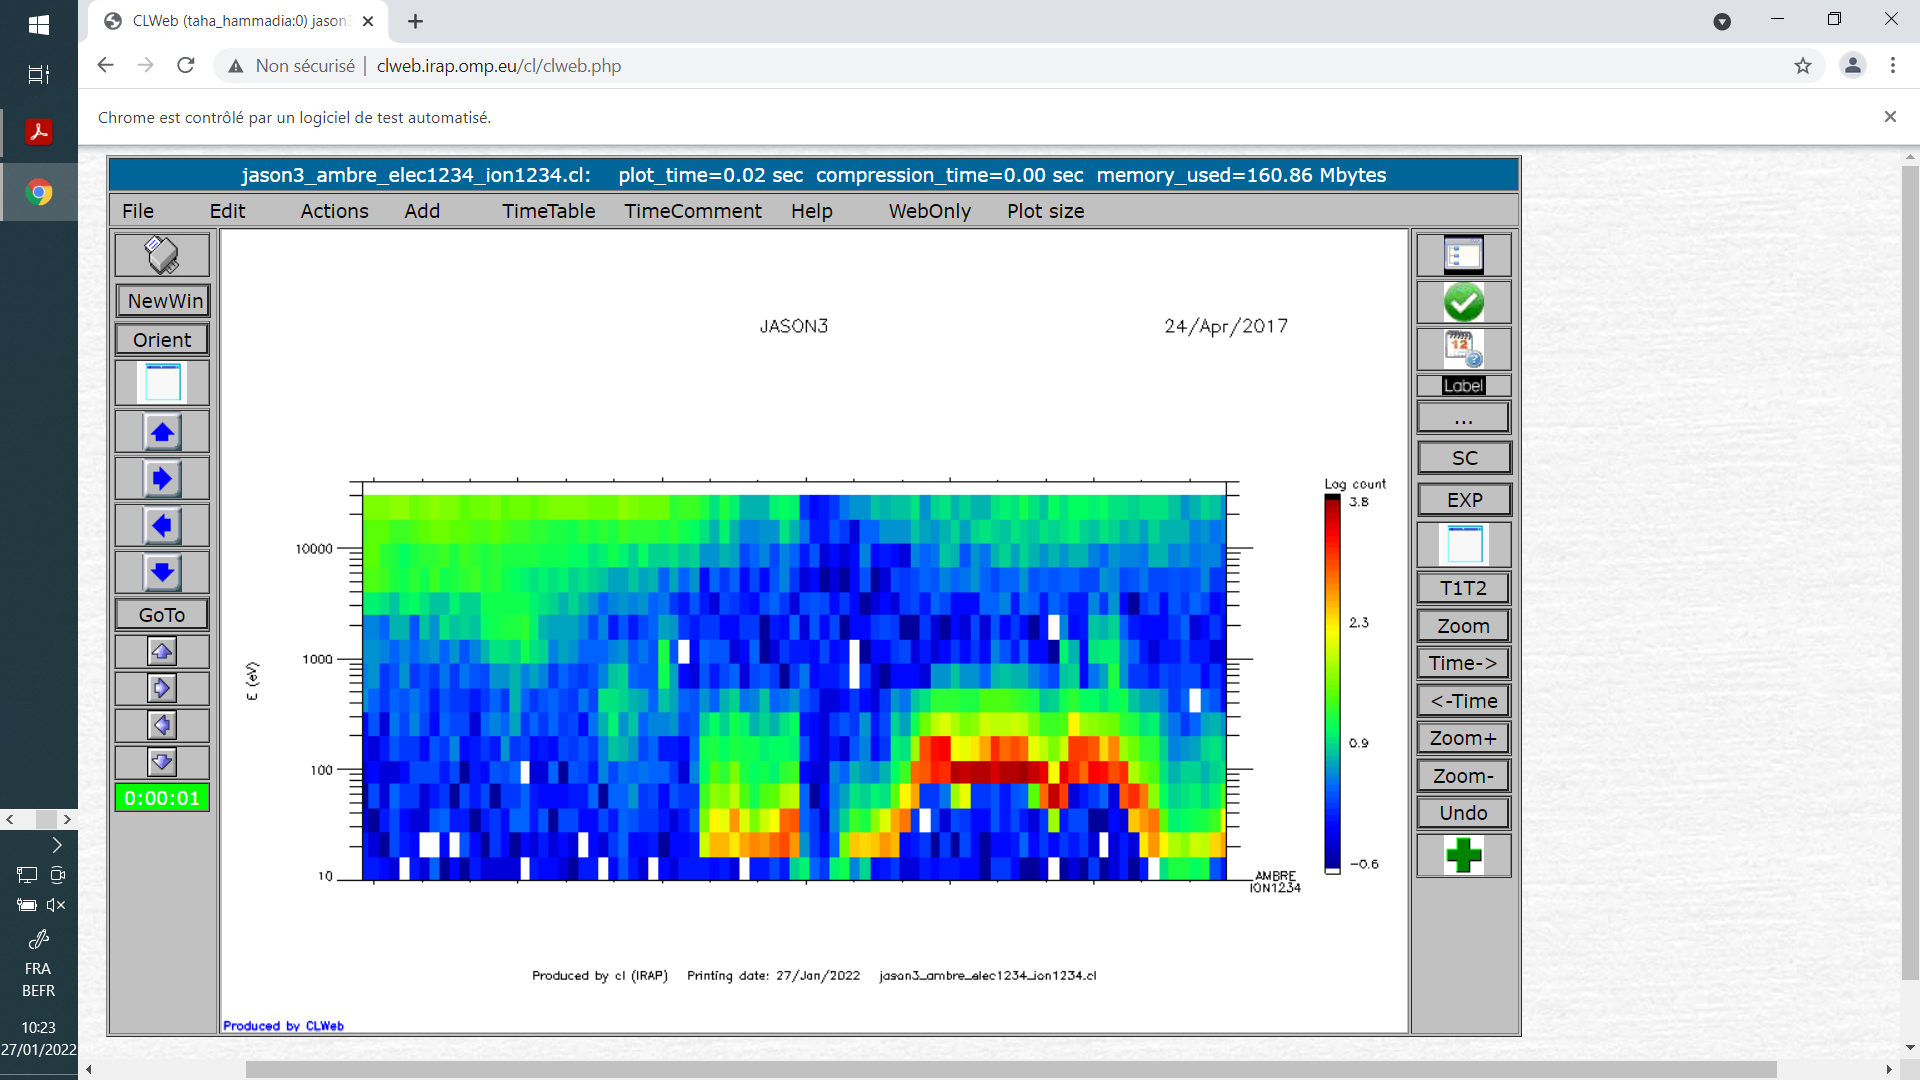 CLWeb (taha_hammadia:0) jason3
Non sécurisé | clweb.irap.omp.eu/cl/clweb.php
Chrome est contrôlé par un logiciel de test automatisé.
jason3_ambre_elec1234_ion1234.cl: plot_time=0.02 sec compression_time=0.00 sec memory_used=160.86 Mbytes
File Edit Actions Add TimeTable TimeComment Help WebOnly Plot size
NewWin
Orient
GoTo
0:00:01
JASON3 24/Apr/2017
E (eV)
10000
1000
100
10
AMBRE
ION1234
Log count
3.8
2.3
0.9
-0.6
Produced by cl (IRAP) Printing date: 27/Jan/2022 jason3_ambre_elec1234_ion1234.cl
Produced by CLWeb
12
Label
...
SC
EXP
T1T2
Zoom
Time->
<-Time
Zoom+
Zoom-
Undo
FRA
BEFR
10:23
27/01/2022